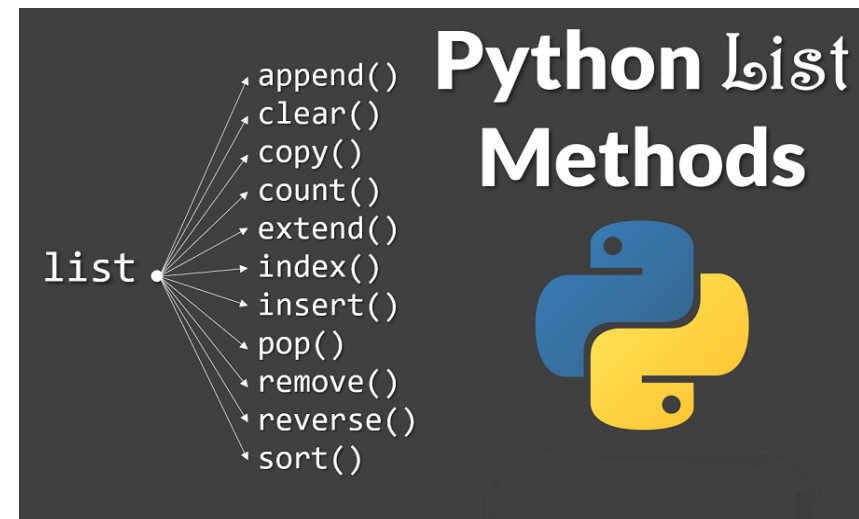 Python List
Methods
list
append()
clear()
copy()
count()
extend()
index()
insert()
pop()
remove()
reverse()
sort()